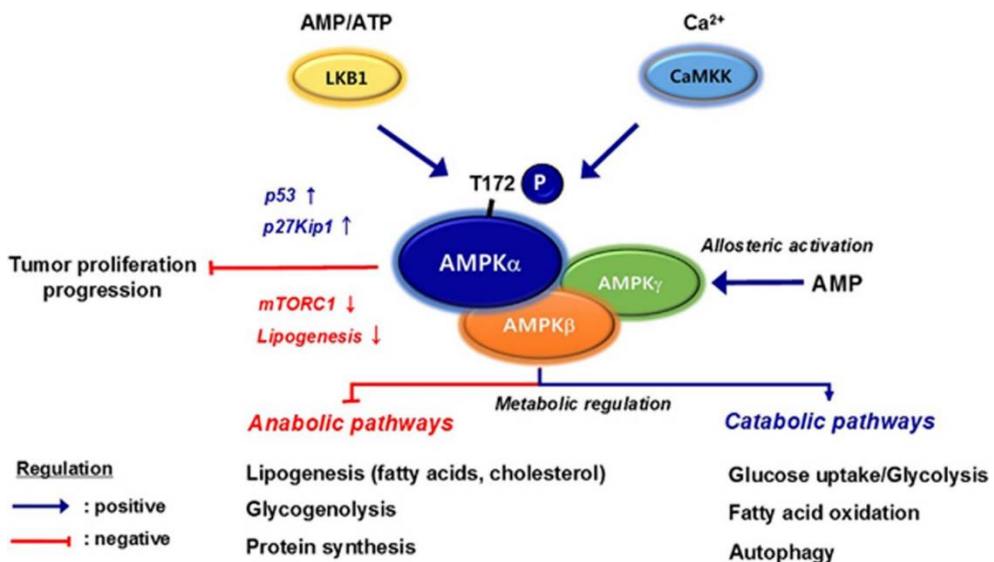 AMP/ATP
Ca²⁺
LKB1
CaMKK
T172 P
p53 ↑
p27Kip1 ↑
Tumor proliferation
progression
mTORC1 ↓
Lipogenesis ↓
AMPKα
AMPKγ
AMPKβ
Allosteric activation
AMP
Metabolic regulation
Anabolic pathways
Lipogenesis (fatty acids, cholesterol)
Glycogenolysis
Protein synthesis
Catabolic pathways
Glucose uptake/Glycolysis
Fatty acid oxidation
Autophagy
Regulation
: positive
: negative